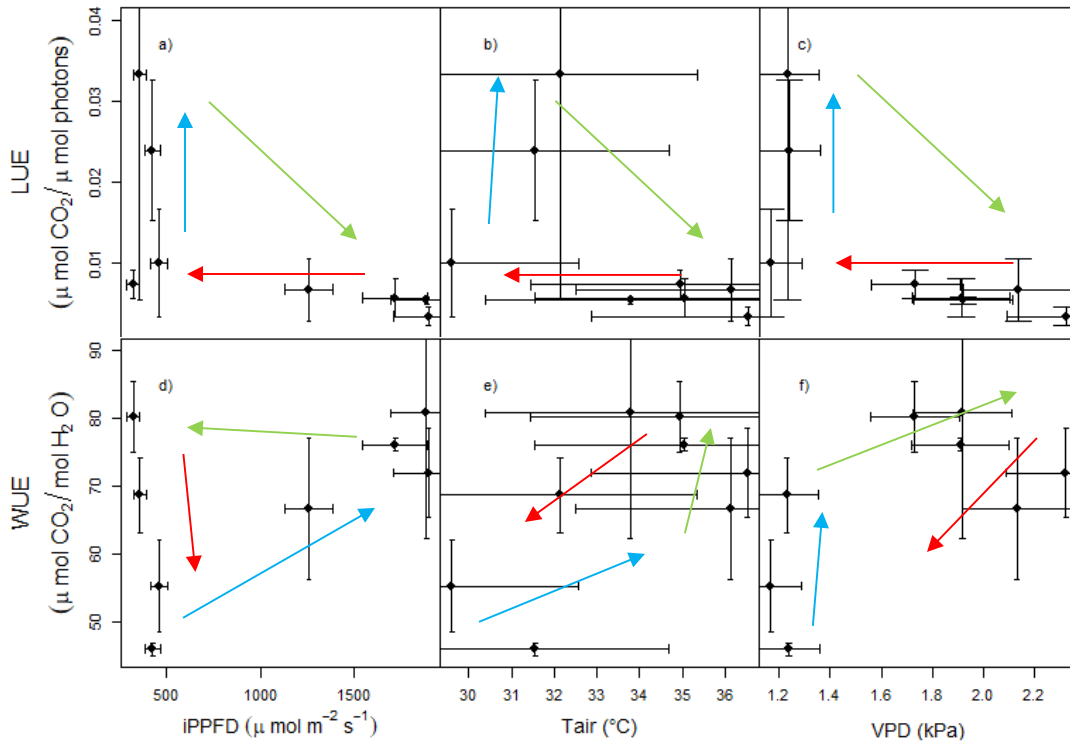 a)
b)
c)
LUE
(μ mol CO₂/ μ mol photons)
0.04
0.03
0.02
0.01
d)
e)
f)
WUE
(μ mol CO₂/mol H₂ O)
90
80
70
60
50
500
1000
1500
30
31
32
33
34
35
36
1.2
1.4
1.6
1.8
2.0
2.2
iPPFD (μ mol m⁻² s⁻¹)
Tair (°C)
VPD (kPa)